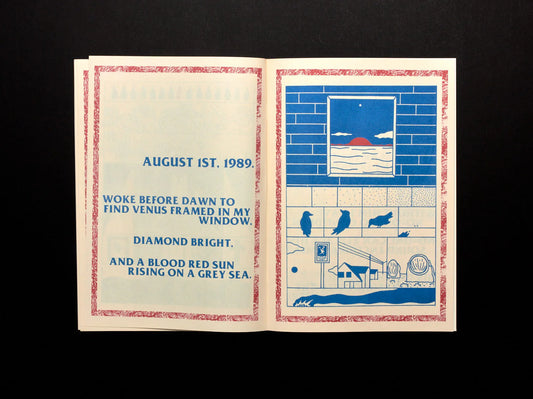 AUGUST 1ST. 1989.
WOKE BEFORE DAWN TO
FIND VENUS FRAMED IN MY
WINDOW.
DIAMOND BRIGHT.
AND A BLOOD RED SUN
RISING ON A GREY SEA.